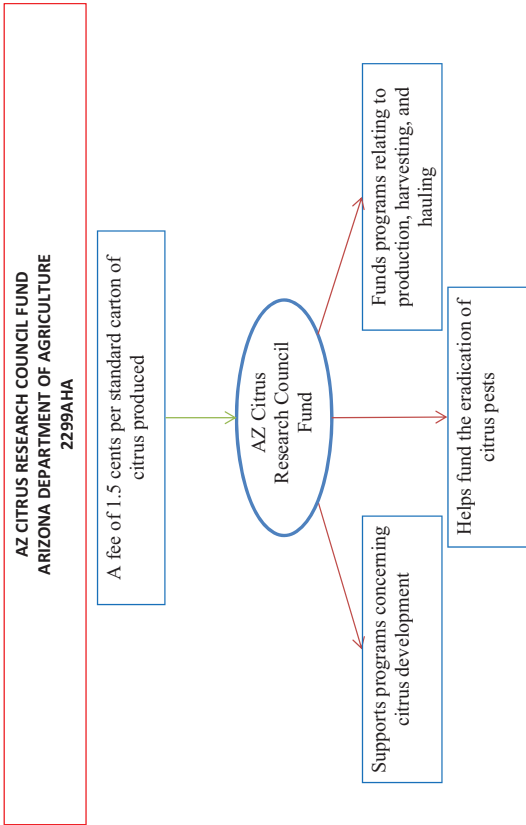 AZ CITRUS RESEARCH COUNCIL FUND
ARIZONA DEPARTMENT OF AGRICULTURE
2299AHA
A fee of 1.5 cents per standard carton of
citrus produced
AZ Citrus
Research Council
Fund
Supports programs concerning
citrus development
Helps fund the eradication of
citrus pests
Funds programs relating to
production, harvesting, and
hauling